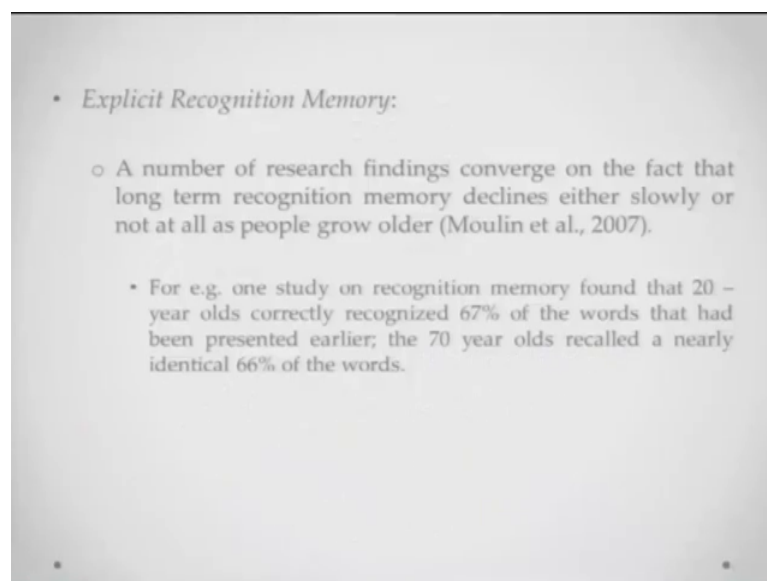 • Explicit Recognition Memory:
o A number of research findings converge on the fact that
long term recognition memory declines either slowly or
not at all as people grow older (Moulin et al., 2007).
• For e.g. one study on recognition memory found that 20 –
year olds correctly recognized 67% of the words that had
been presented earlier; the 70 year olds recalled a nearly
identical 66% of the words.